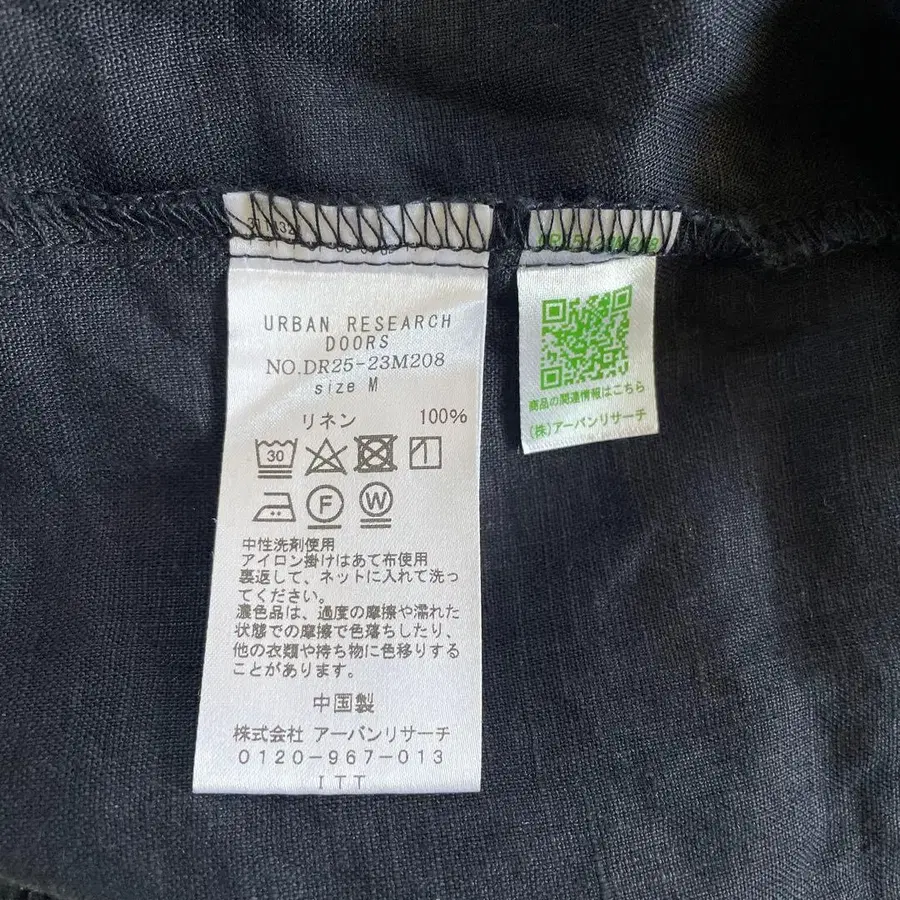 URBAN RESEARCH
DOORS
NO.DR25-23M208
size M
リネン 100%
30
F W
中性洗剤使用
アイロン掛けはあて布使用
裏返して、ネットに入れて洗っ
てください。
濃色品は、過度の摩擦や濡れた
状態での摩擦で色落ちしたり、
他の衣類や持ち物に色移りする
ことがあります。
中国製
株式会社 アーバンリサーチ
0120-967-013
ITT
商品の関連情報はこちら
(株)アーバンリサーチ